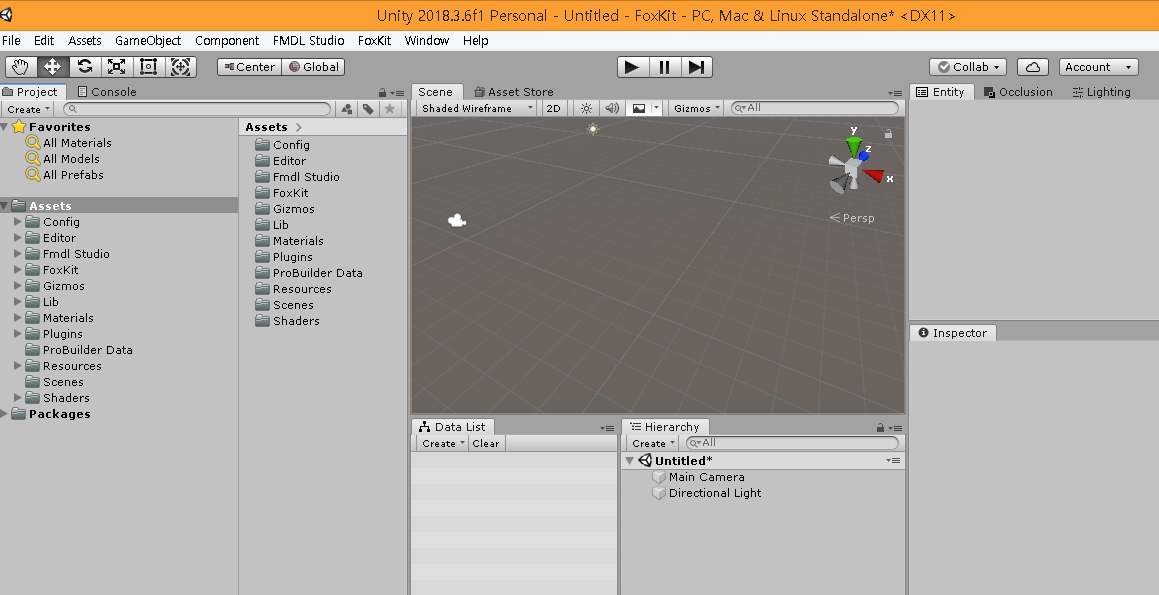 Unity 2018.3.6f1 Personal - Untitled - FoxKit - PC, Mac & Linux Standalone* <DX11>
File Edit Assets GameObject Component FMDL Studio FoxKit Window Help
Center Global Collab Account
Project Console
Create
Favorites
All Materials
All Models
All Prefabs
Assets
Config
Editor
Fmdl Studio
FoxKit
Gizmos
Lib
Materials
Plugins
ProBuilder Data
Resources
Scenes
Shaders
Packages
Assets
Config
Editor
Fmdl Studio
FoxKit
Gizmos
Lib
Materials
Plugins
ProBuilder Data
Resources
Scenes
Shaders
Scene Asset Store
Shaded Wireframe 2D Gizmos All
y
z
x
Persp
Data List
Create Clear
Hierarchy
Create All
Untitled*
Main Camera
Directional Light
Entity Occlusion Lighting
Inspector